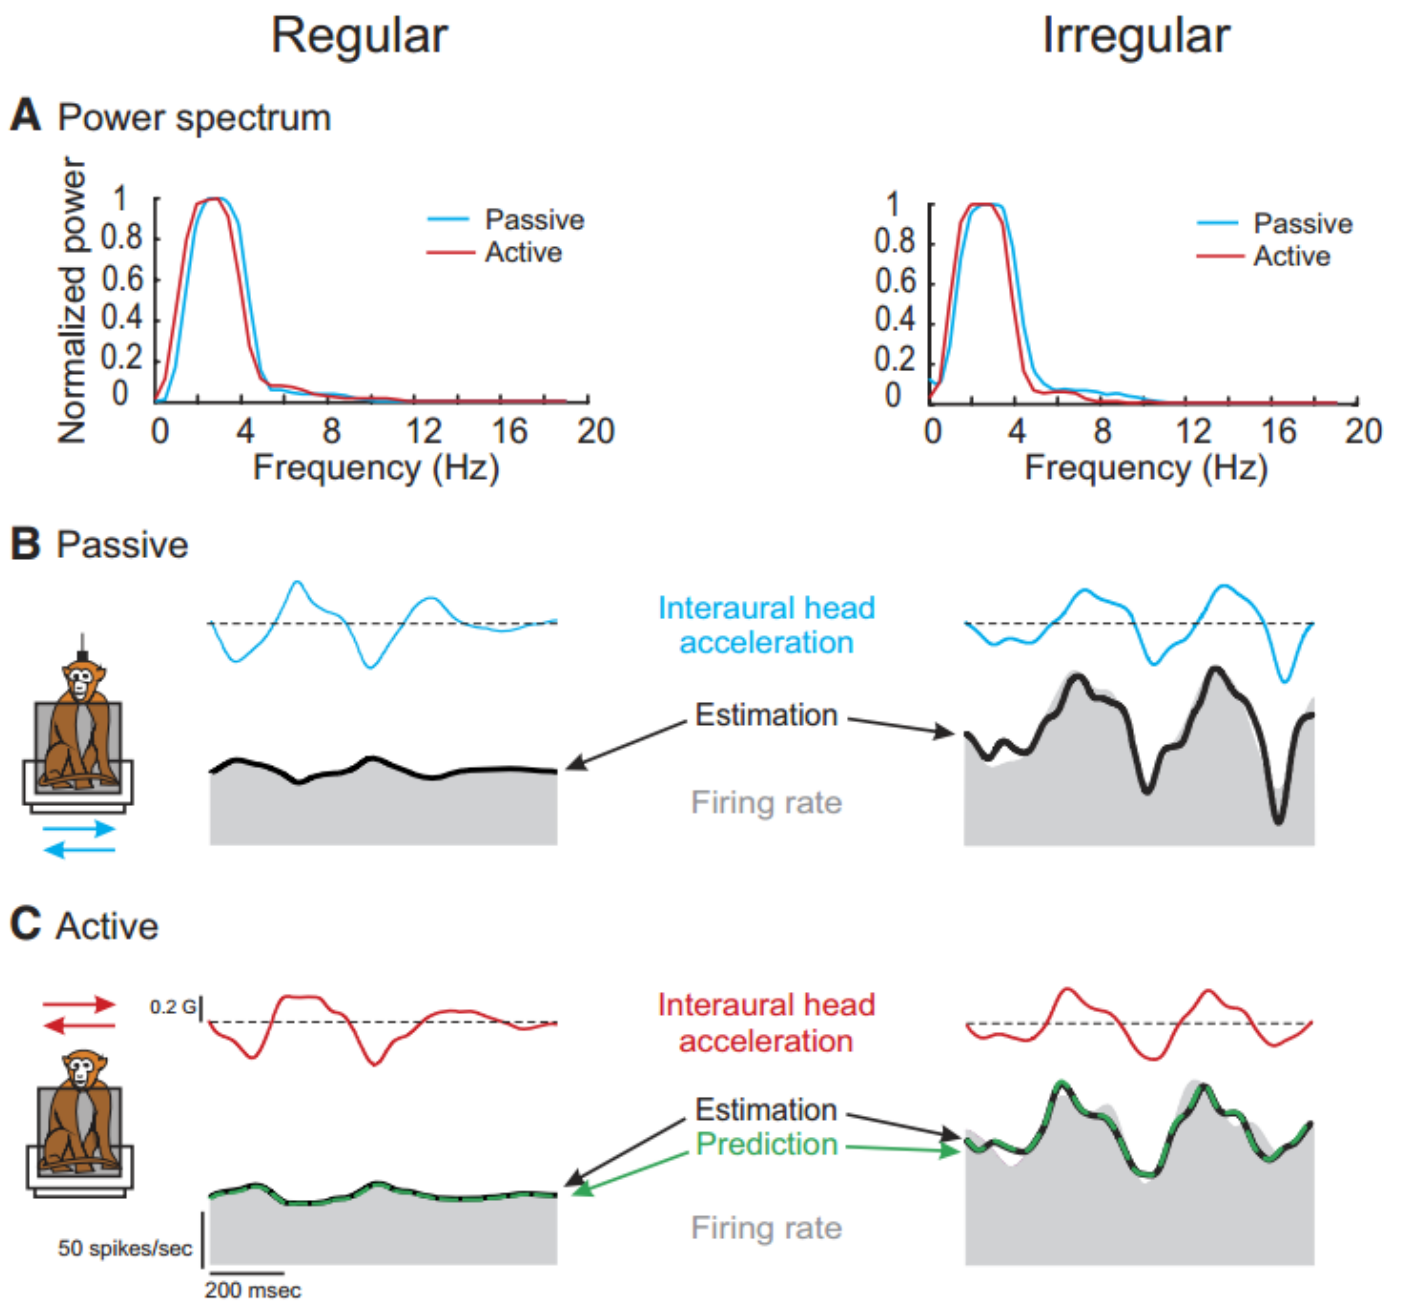 Regular
Irregular
A Power spectrum
Normalized power
1
0.8
0.6
0.4
0.2
0
0 4 8 12 16 20
Frequency (Hz)
Passive
Active
1
0.8
0.6
0.4
0.2
0
0 4 8 12 16 20
Frequency (Hz)
Passive
Active
B Passive
Interaural head
acceleration
Estimation
Firing rate
C Active
0.2 G
Interaural head
acceleration
Estimation
Prediction
Firing rate
50 spikes/sec
200 msec